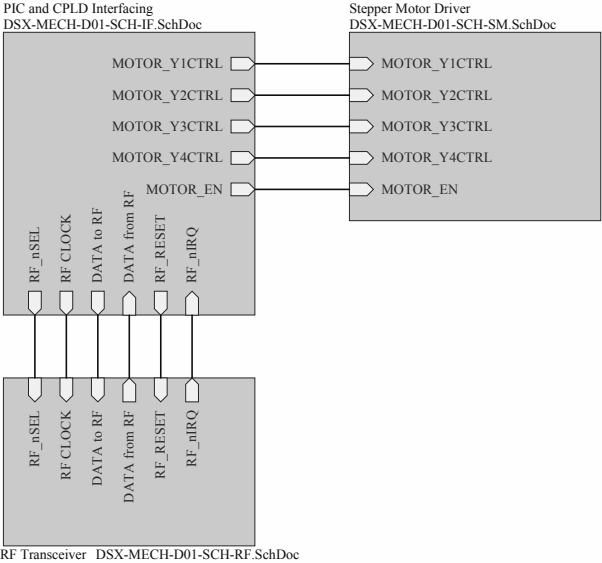 PIC and CPLD Interfacing
DSX-MECH-D01-SCH-IF.SchDoc
Stepper Motor Driver
DSX-MECH-D01-SCH-SM.SchDoc
MOTOR_Y1CTRL
MOTOR_Y1CTRL
MOTOR_Y2CTRL
MOTOR_Y2CTRL
MOTOR_Y3CTRL
MOTOR_Y3CTRL
MOTOR_Y4CTRL
MOTOR_Y4CTRL
MOTOR_EN
MOTOR_EN
RF_nSEL
RF CLOCK
DATA to RF
DATA from RF
RF_RESET
RF_nIRQ
RF_nSEL
RF CLOCK
DATA to RF
DATA from RF
RF_RESET
RF_nIRQ
RF Transceiver DSX-MECH-D01-SCH-RF.SchDoc